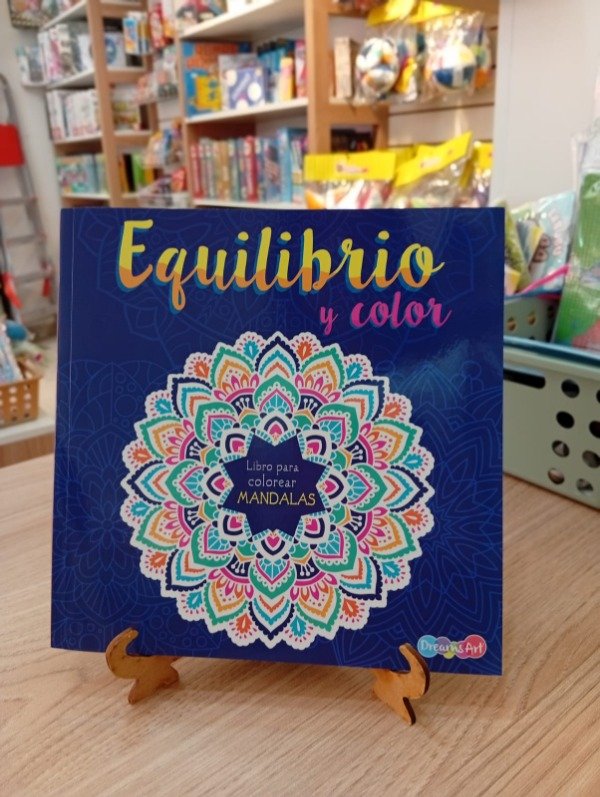 Equilibrio
y color
Libro para
colorear
MANDALAS
Dreams Art